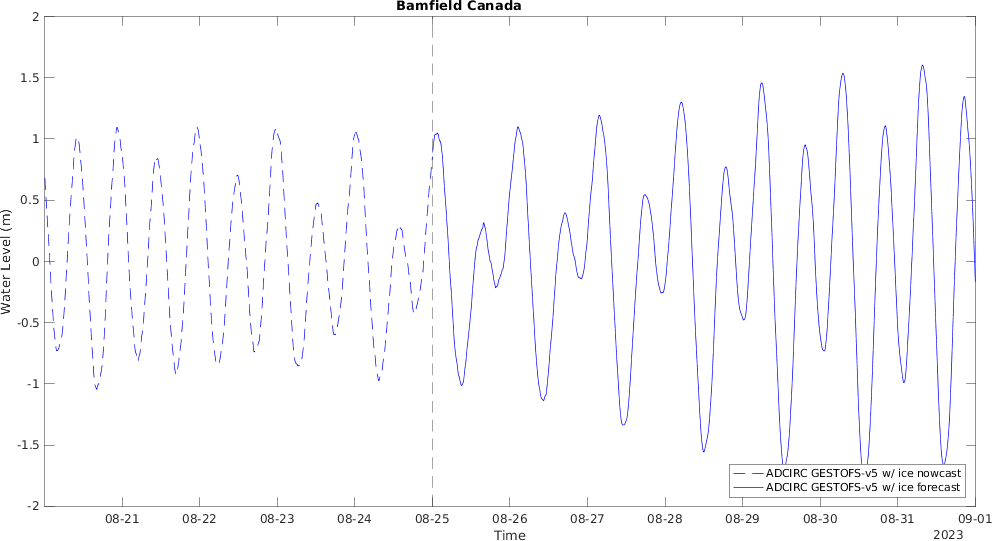 Bamfield Canada
2
1.5
1
0.5
0
-0.5
-1
-1.5
-2
Water Level (m)
ADCIRC GESTOFS-v5 w/ ice nowcast
ADCIRC GESTOFS-v5 w/ ice forecast
08-21 08-22 08-23 08-24 08-25 08-26 08-27 08-28 08-29 08-30 08-31 09-01
Time
2023